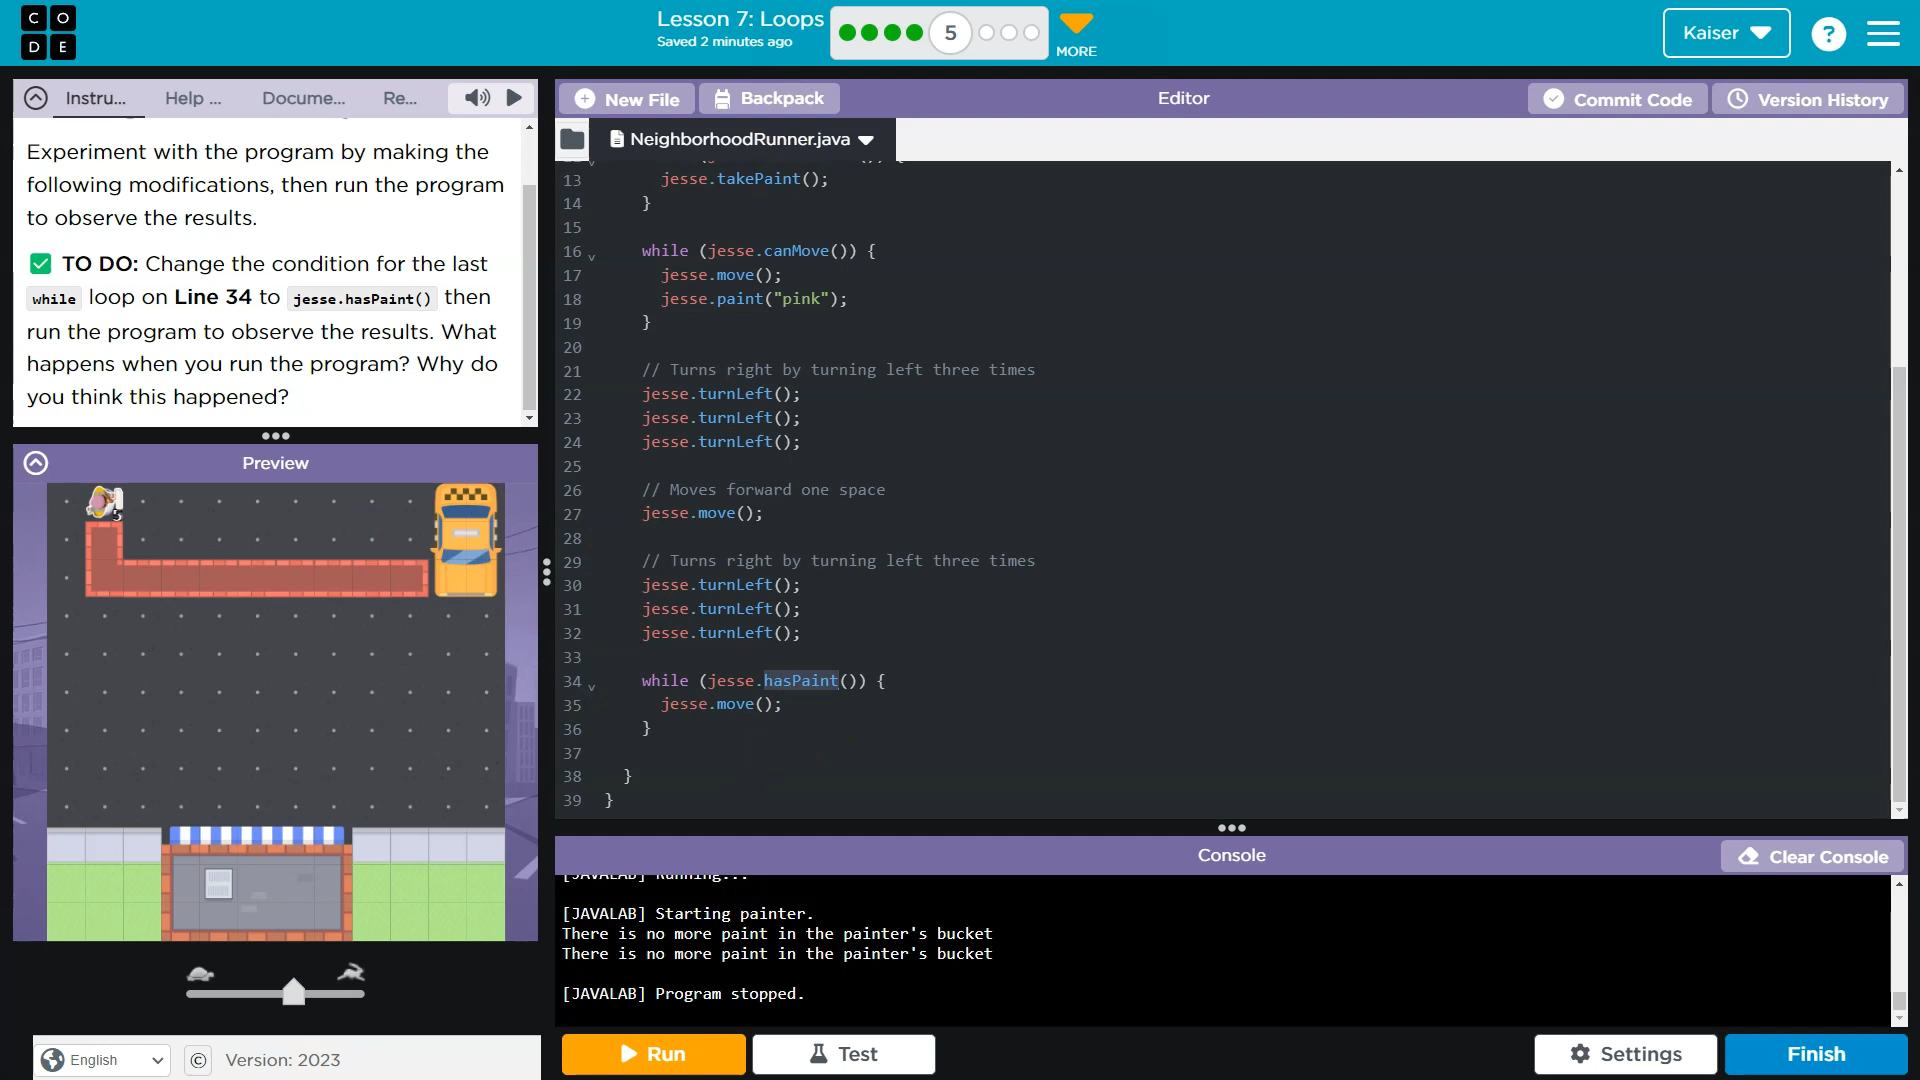 C O
D E
Lesson 7: Loops
Saved 2 minutes ago
5
MORE
Kaiser
?
Instru...
Help ...
Docume...
Re...
Experiment with the program by making the
following modifications, then run the program
to observe the results.
TO DO: Change the condition for the last
while loop on Line 34 to jesse.hasPaint() then
run the program to observe the results. What
happens when you run the program? Why do
you think this happened?
Preview
5
English
©
Version: 2023
New File
Backpack
Editor
Commit Code
Version History
NeighborhoodRunner.java
13 jesse.takePaint();
14 }
15
16 while (jesse.canMove()) {
17 jesse.move();
18 jesse.paint("pink");
19 }
20
21 // Turns right by turning left three times
22 jesse.turnLeft();
23 jesse.turnLeft();
24 jesse.turnLeft();
25
26 // Moves forward one space
27 jesse.move();
28
29 // Turns right by turning left three times
30 jesse.turnLeft();
31 jesse.turnLeft();
32 jesse.turnLeft();
33
34 while (jesse.hasPaint()) {
35 jesse.move();
36 }
37
38 }
39 }
Console
Clear Console
[JAVALAB] Running...
[JAVALAB] Starting painter.
There is no more paint in the painter's bucket
There is no more paint in the painter's bucket
[JAVALAB] Program stopped.
Run
Test
Settings
Finish